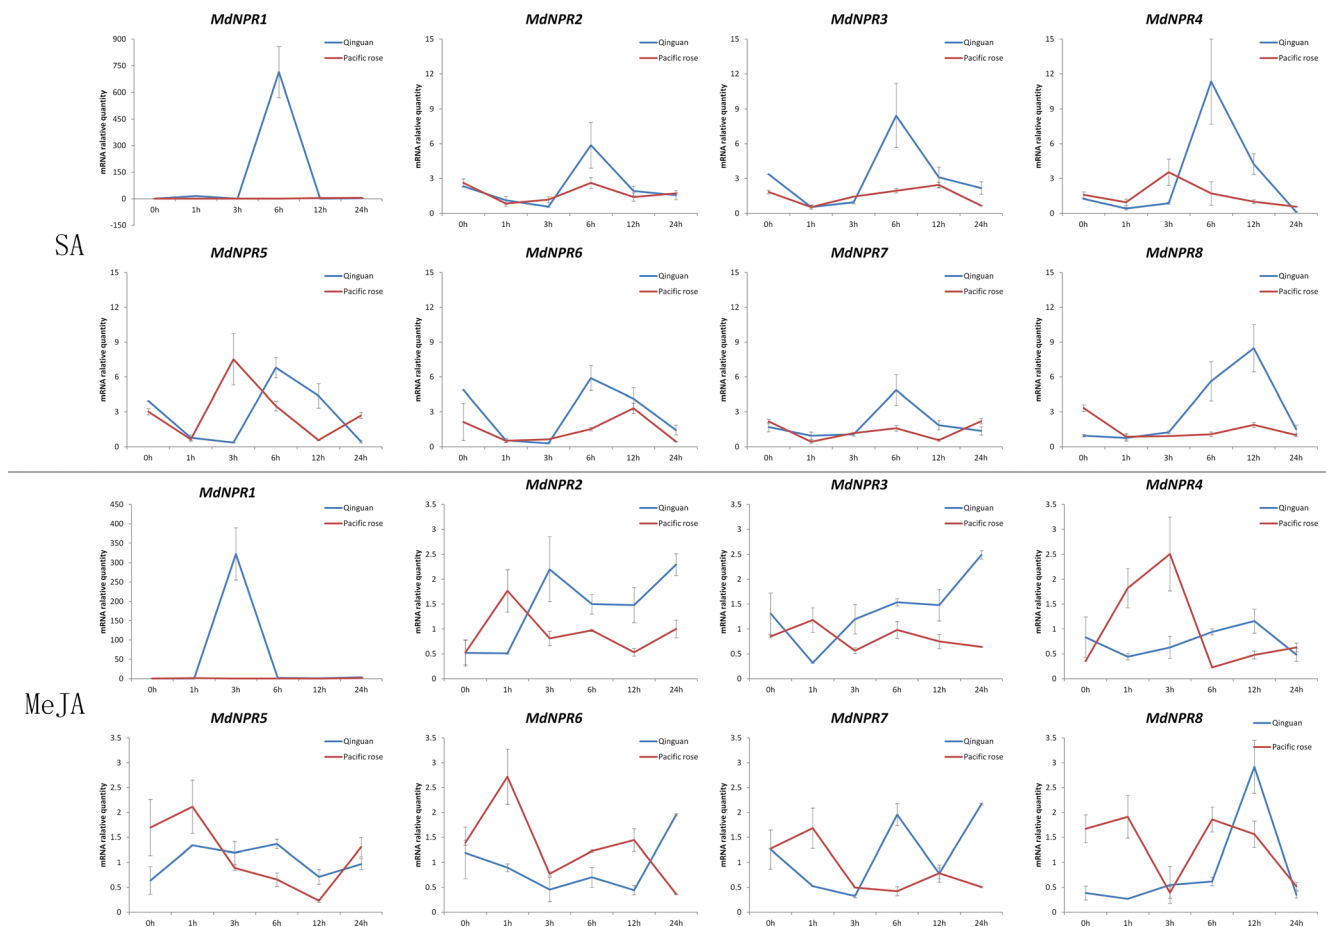 MdNPR1
mRNA ralative quantity
900
750
600
450
300
150
0
-150
0h 1h 3h 6h 12h 24h
Qinguan
Pacific rose
MdNPR2
mRNA ralative quantity
15
12
9
6
3
0
0h 1h 3h 6h 12h 24h
Qinguan
Pacific rose
MdNPR3
mRNA ralative quantity
15
12
9
6
3
0
0h 1h 3h 6h 12h 24h
Qinguan
Pacific rose
MdNPR4
mRNA ralative quantity
15
12
9
6
3
0
0h 1h 3h 6h 12h 24h
Qinguan
Pacific rose
SA
MdNPR5
mRNA ralative quantity
15
12
9
6
3
0
0h 1h 3h 6h 12h 24h
Qinguan
Pacific rose
MdNPR6
mRNA ralative quantity
15
12
9
6
3
0
0h 1h 3h 6h 12h 24h
Qinguan
Pacific rose
MdNPR7
mRNA ralative quantity
15
12
9
6
3
0
0h 1h 3h 6h 12h 24h
Qinguan
Pacific rose
MdNPR8
mRNA ralative quantity
15
12
9
6
3
0
0h 1h 3h 6h 12h 24h
Qinguan
Pacific rose
MdNPR1
mRNA ralative quantity
450
400
350
300
250
200
150
100
50
0
0h 1h 3h 6h 12h 24h
Qinguan
Pacific rose
MdNPR2
mRNA ralative quantity
3.5
3
2.5
2
1.5
1
0.5
0
0h 1h 3h 6h 12h 24h
Qinguan
Pacific rose
MdNPR3
mRNA ralative quantity
3.5
3
2.5
2
1.5
1
0.5
0
0h 1h 3h 6h 12h 24h
Qinguan
Pacific rose
MdNPR4
mRNA ralative quantity
3.5
3
2.5
2
1.5
1
0.5
0
0h 1h 3h 6h 12h 24h
Qinguan
Pacific rose
MeJA
MdNPR5
mRNA ralative quantity
3.5
3
2.5
2
1.5
1
0.5
0
0h 1h 3h 6h 12h 24h
Qinguan
Pacific rose
MdNPR6
mRNA ralative quantity
3.5
3
2.5
2
1.5
1
0.5
0
0h 1h 3h 6h 12h 24h
Qinguan
Pacific rose
MdNPR7
mRNA ralative quantity
3.5
3
2.5
2
1.5
1
0.5
0
0h 1h 3h 6h 12h 24h
Qinguan
Pacific rose
MdNPR8
mRNA ralative quantity
3.5
3
2.5
2
1.5
1
0.5
0
0h 1h 3h 6h 12h 24h
Qinguan
Pacific rose